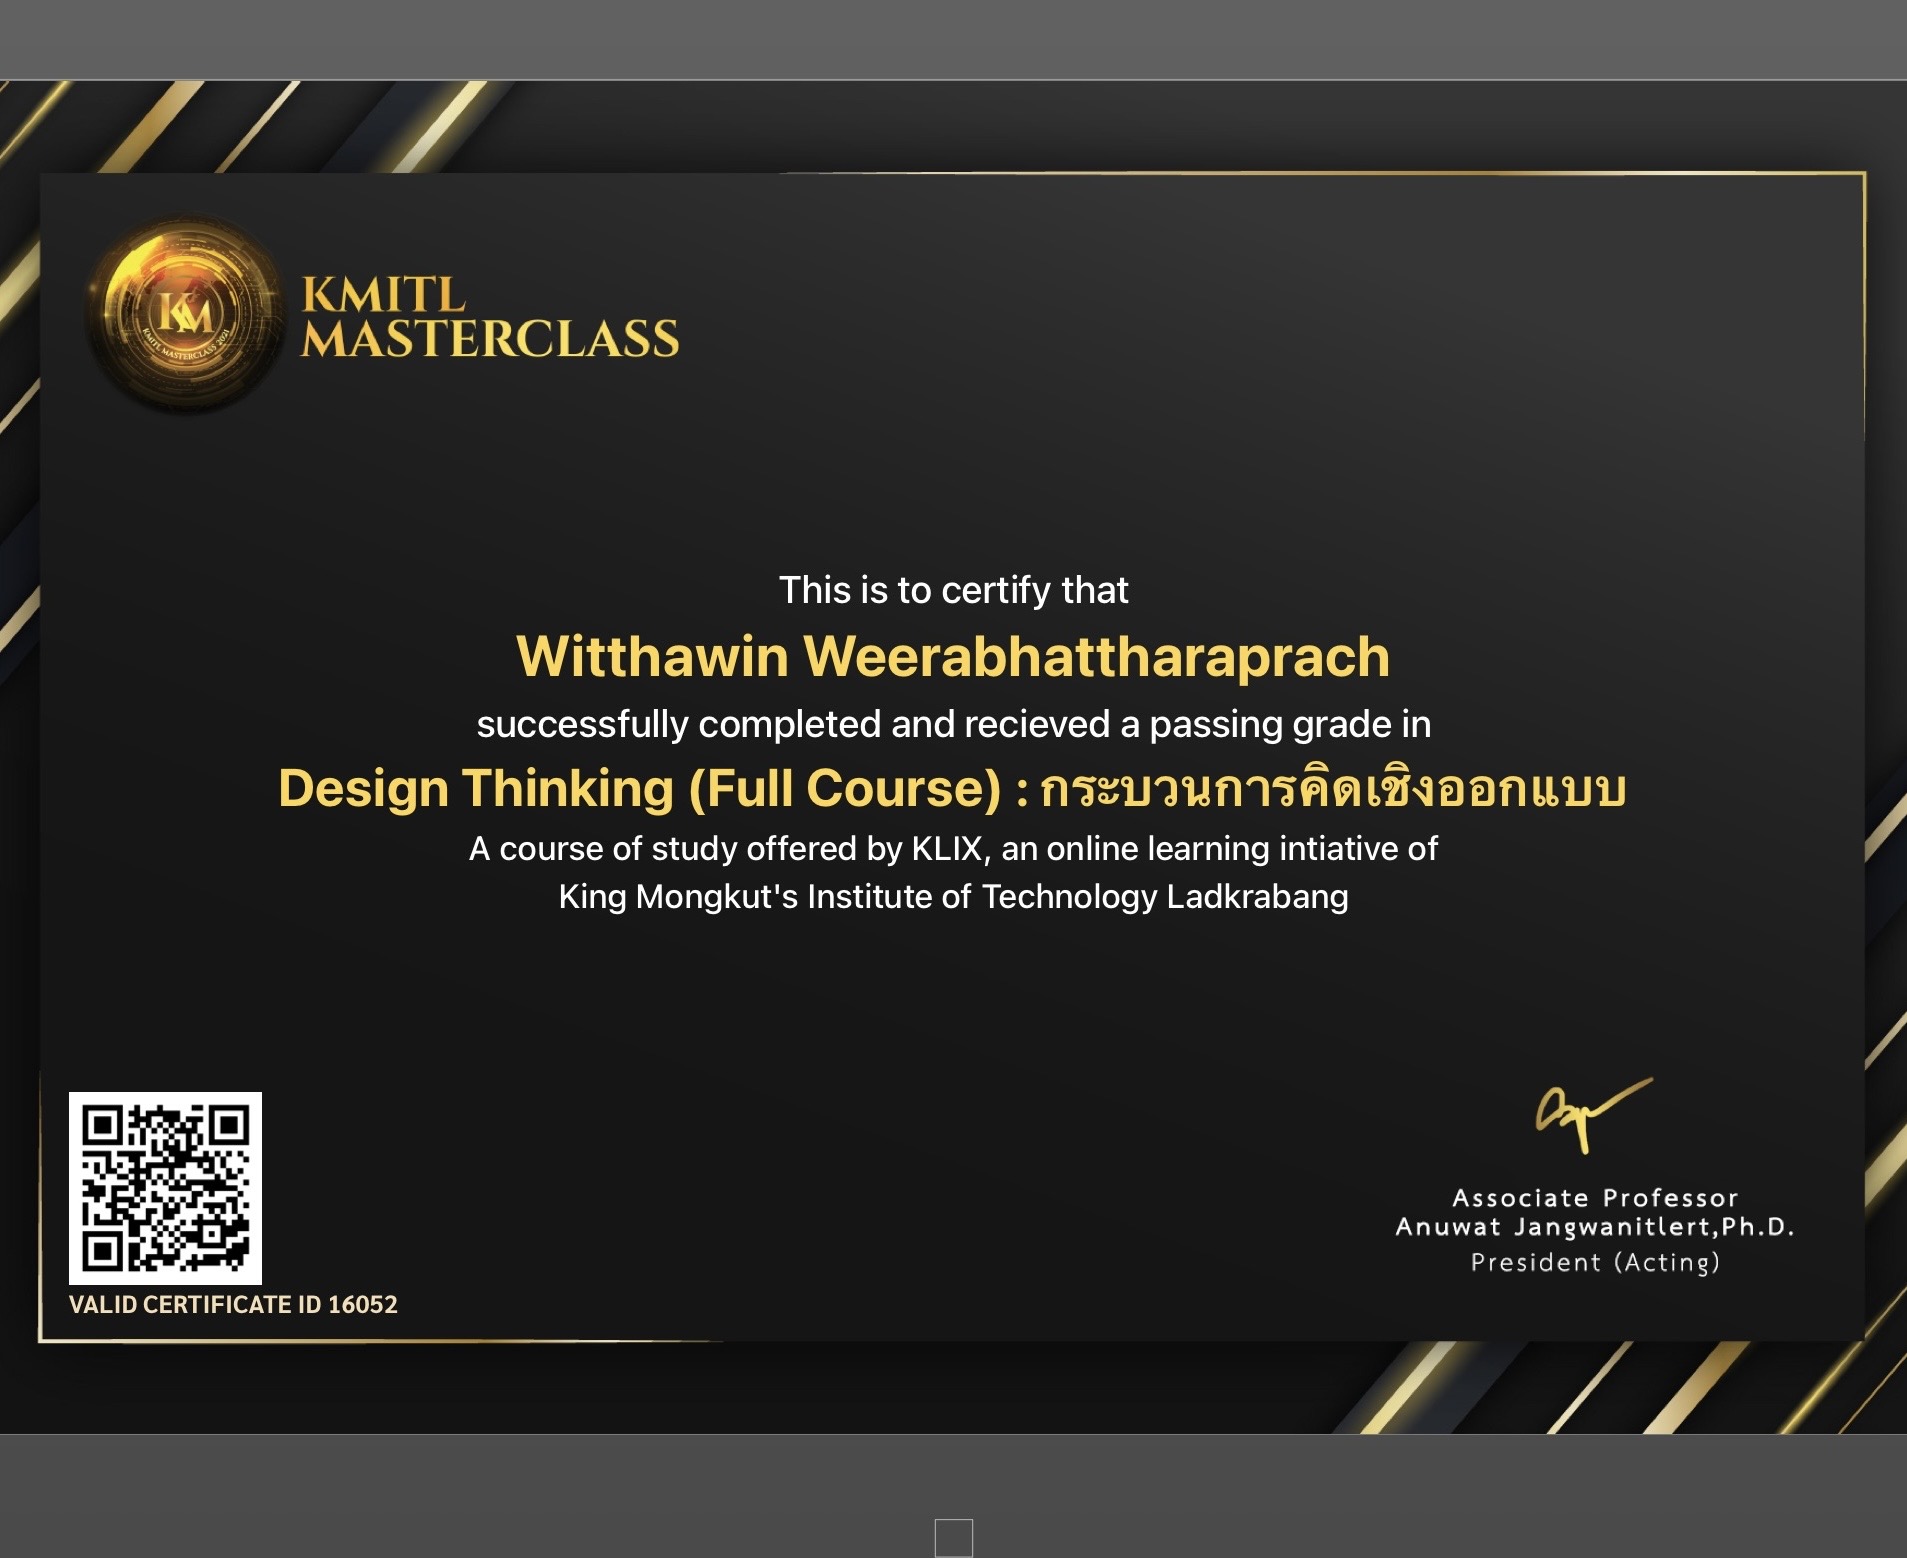 KM
KMITL MASTERCLASS 2021
KMITL
MASTERCLASS
This is to certify that
Witthawin Weerabhattharaprach
successfully completed and recieved a passing grade in
Design Thinking (Full Course) : กระบวนการคิดเชิงออกแบบ
A course of study offered by KLIX, an online learning intiative of
King Mongkut's Institute of Technology Ladkrabang
VALID CERTIFICATE ID 16052
Associate Professor
Anuwat Jangwanitlert,Ph.D.
President (Acting)